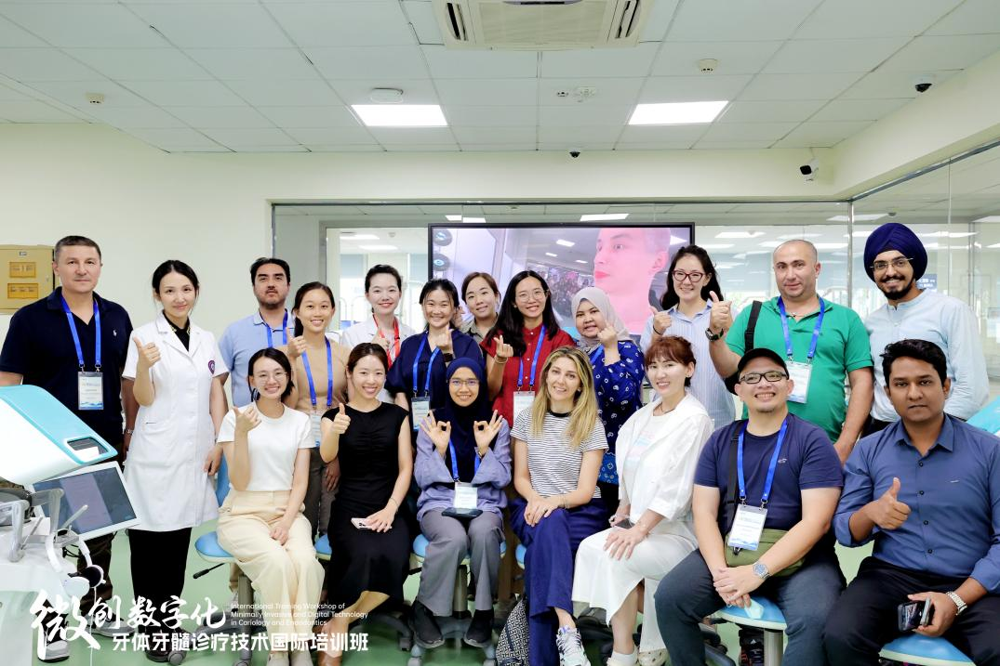 微创数字化
International Training Workshop of
Minimally Invasive and Digital Technology
in Cariology and Endodontics
牙体牙髓诊疗技术国际培训班